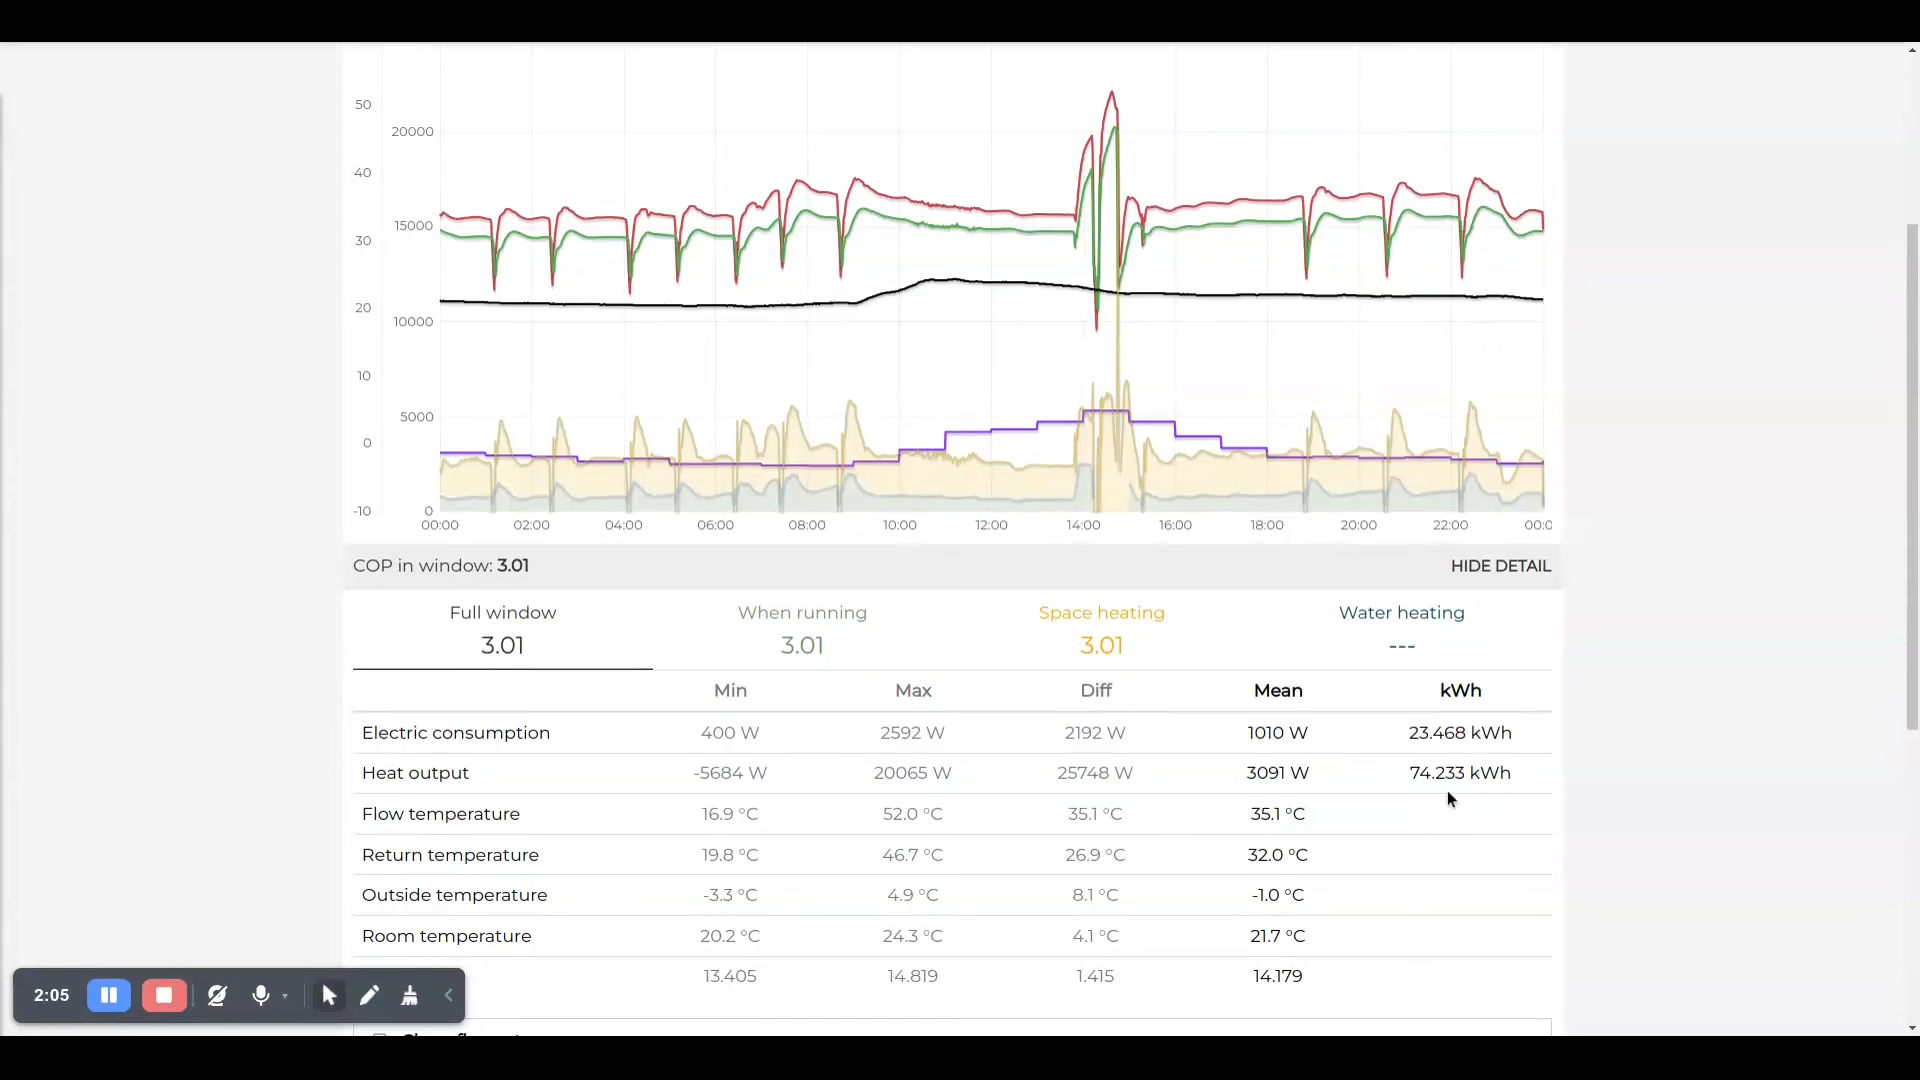 50
20000
40
15000
30
20
10000
10
5000
0
-10
0
00:00 02:00 04:00 06:00 08:00 10:00 12:00 14:00 16:00 18:00 20:00 22:00 00:0
COP in window: 3.01 HIDE DETAIL
Full window When running Space heating Water heating
3.01 3.01 3.01 ---
Min Max Diff Mean kWh
Electric consumption 400 W 2592 W 2192 W 1010 W 23.468 kWh
Heat output -5684 W 20065 W 25748 W 3091 W 74.233 kWh
Flow temperature 16.9 °C 52.0 °C 35.1 °C 35.1 °C
Return temperature 19.8 °C 46.7 °C 26.9 °C 32.0 °C
Outside temperature -3.3 °C 4.9 °C 8.1 °C -1.0 °C
Room temperature 20.2 °C 24.3 °C 4.1 °C 21.7 °C
13.405 14.819 1.415 14.179
2:05